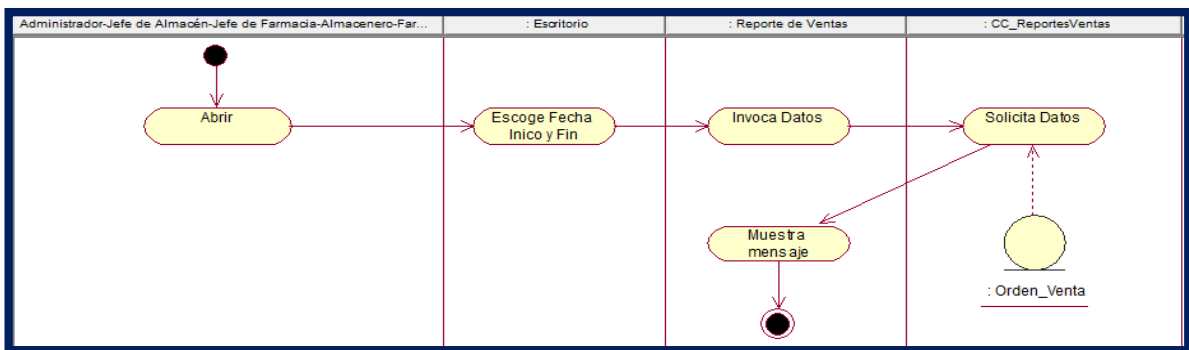 Administrador-Jefe de Almacén-Jefe de Farmacia-Almacenero-Far...
: Escritorio
: Reporte de Ventas
: CC_ReportesVentas
Abrir
Escoge Fecha
Inico y Fin
Invoca Datos
Solicita Datos
Muestra
mensaje
: Orden_Venta